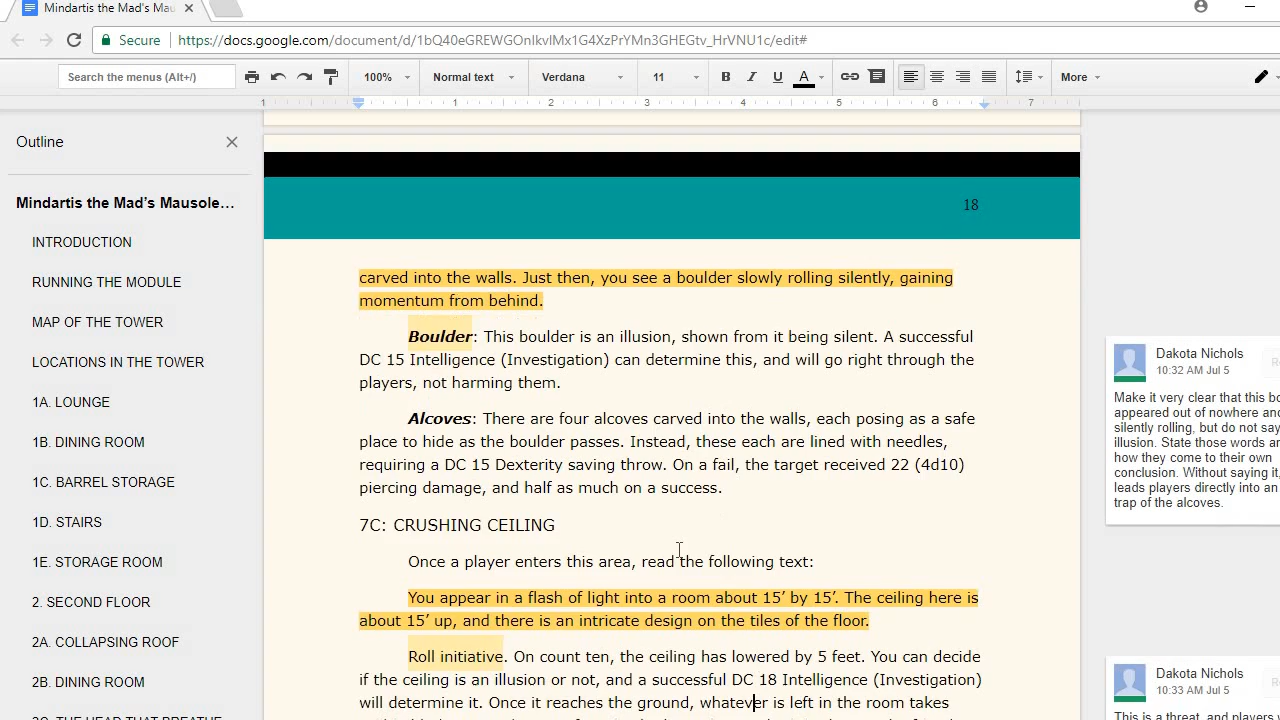 Mindartis the Mad's Mau
Secure
https://docs.google.com/document/d/1bQ40eGREWGOnIkvlMx1G4XzPrYMn3GHEGtv_HrVNU1c/edit#
Search the menus (Alt+/)
100%
Normal text
Verdana
11
B
I
U
A
More
1
1
2
3
4
5
6
7
Outline
Mindartis the Mad's Mausole…
INTRODUCTION
RUNNING THE MODULE
MAP OF THE TOWER
LOCATIONS IN THE TOWER
1A. LOUNGE
1B. DINING ROOM
1C. BARREL STORAGE
1D. STAIRS
1E. STORAGE ROOM
2. SECOND FLOOR
2A. COLLAPSING ROOF
2B. DINING ROOM
18
carved into the walls. Just then, you see a boulder slowly rolling silently, gaining
momentum from behind.
Boulder: This boulder is an illusion, shown from it being silent. A successful
DC 15 Intelligence (Investigation) can determine this, and will go right through the
players, not harming them.
Alcoves: There are four alcoves carved into the walls, each posing as a safe
place to hide as the boulder passes. Instead, these each are lined with needles,
requiring a DC 15 Dexterity saving throw. On a fail, the target received 22 (4d10)
piercing damage, and half as much on a success.
7C: CRUSHING CEILING
Once a player enters this area, read the following text:
You appear in a flash of light into a room about 15' by 15'. The ceiling here is
about 15' up, and there is an intricate design on the tiles of the floor.
Roll initiative. On count ten, the ceiling has lowered by 5 feet. You can decide
if the ceiling is an illusion or not, and a successful DC 18 Intelligence (Investigation)
will determine it. Once it reaches the ground, whatever is left in the room takes
Dakota Nichols
10:32 AM Jul 5
Make it very clear that this bo
appeared out of nowhere and
silently rolling, but do not say
illusion. State those words an
how they come to their own
conclusion. Without saying it,
leads players directly into an
trap of the alcoves.
Dakota Nichols
10:33 AM Jul 5
This is a threat, and players w